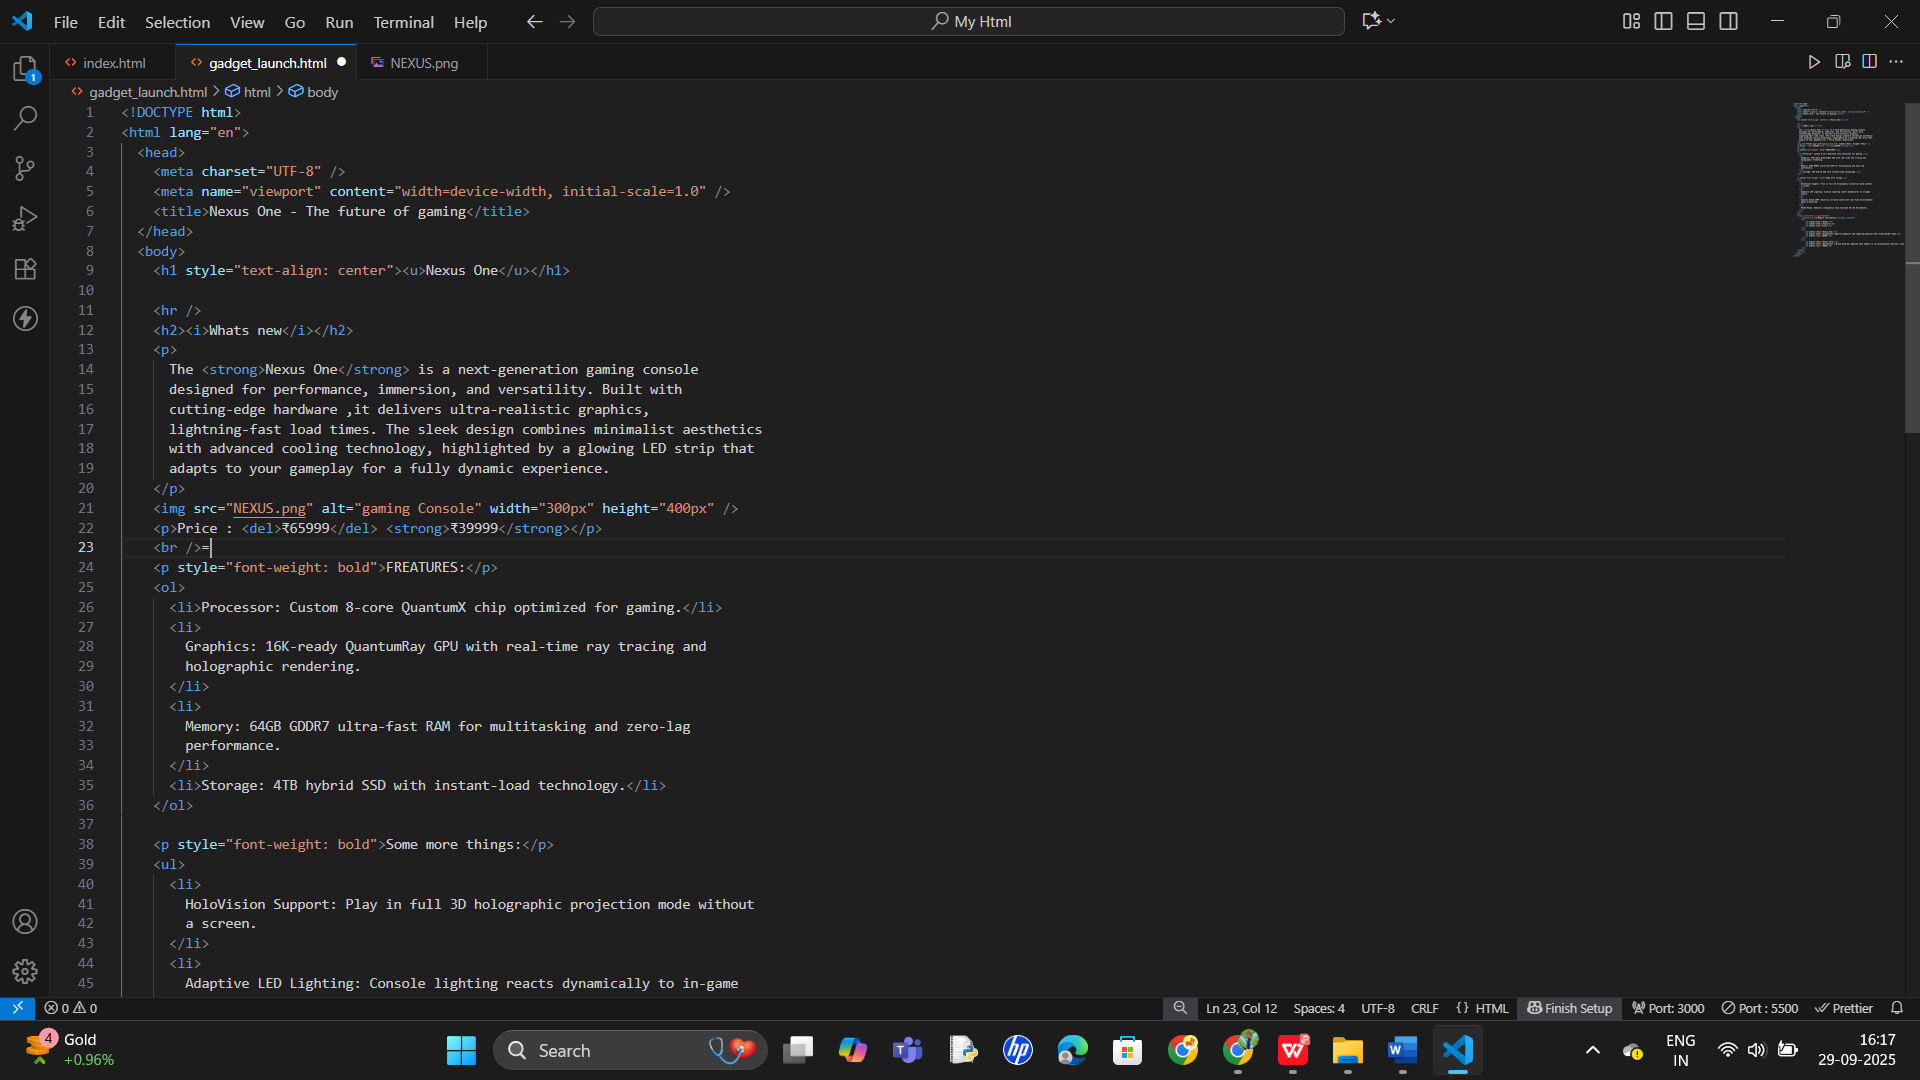 File Edit Selection View Go Run Terminal Help
My Html
index.html gadget_launch.html NEXUS.png
gadget_launch.html > html > body
1 <!DOCTYPE html>
2 <html lang="en">
3 <head>
4 <meta charset="UTF-8" />
5 <meta name="viewport" content="width=device-width, initial-scale=1.0" />
6 <title>Nexus One - The future of gaming</title>
7 </head>
8 <body>
9 <h1 style="text-align: center"><u>Nexus One</u></h1>
10
11 <hr />
12 <h2><i>Whats new</i></h2>
13 <p>
14 The <strong>Nexus One</strong> is a next-generation gaming console
15 designed for performance, immersion, and versatility. Built with
16 cutting-edge hardware ,it delivers ultra-realistic graphics,
17 lightning-fast load times. The sleek design combines minimalist aesthetics
18 with advanced cooling technology, highlighted by a glowing LED strip that
19 adapts to your gameplay for a fully dynamic experience.
20 </p>
21 <img src="NEXUS.png" alt="gaming Console" width="300px" height="400px" />
22 <p>Price : <del>₹65999</del> <strong>₹39999</strong></p>
23 <br />=
24 <p style="font-weight: bold">FREATURES:</p>
25 <ol>
26 <li>Processor: Custom 8-core QuantumX chip optimized for gaming.</li>
27 <li>
28 Graphics: 16K-ready QuantumRay GPU with real-time ray tracing and
29 holographic rendering.
30 </li>
31 <li>
32 Memory: 64GB GDDR7 ultra-fast RAM for multitasking and zero-lag
33 performance.
34 </li>
35 <li>Storage: 4TB hybrid SSD with instant-load technology.</li>
36 </ol>
37
38 <p style="font-weight: bold">Some more things:</p>
39 <ul>
40 <li>
41 HoloVision Support: Play in full 3D holographic projection mode without
42 a screen.
43 </li>
44 <li>
45 Adaptive LED Lighting: Console lighting reacts dynamically to in-game
0 0 Ln 23, Col 12 Spaces: 4 UTF-8 CRLF {} HTML Finish Setup Port: 3000 Port : 5500 Prettier
4 Gold
+0.96%
Search
ENG
IN
16:17
29-09-2025